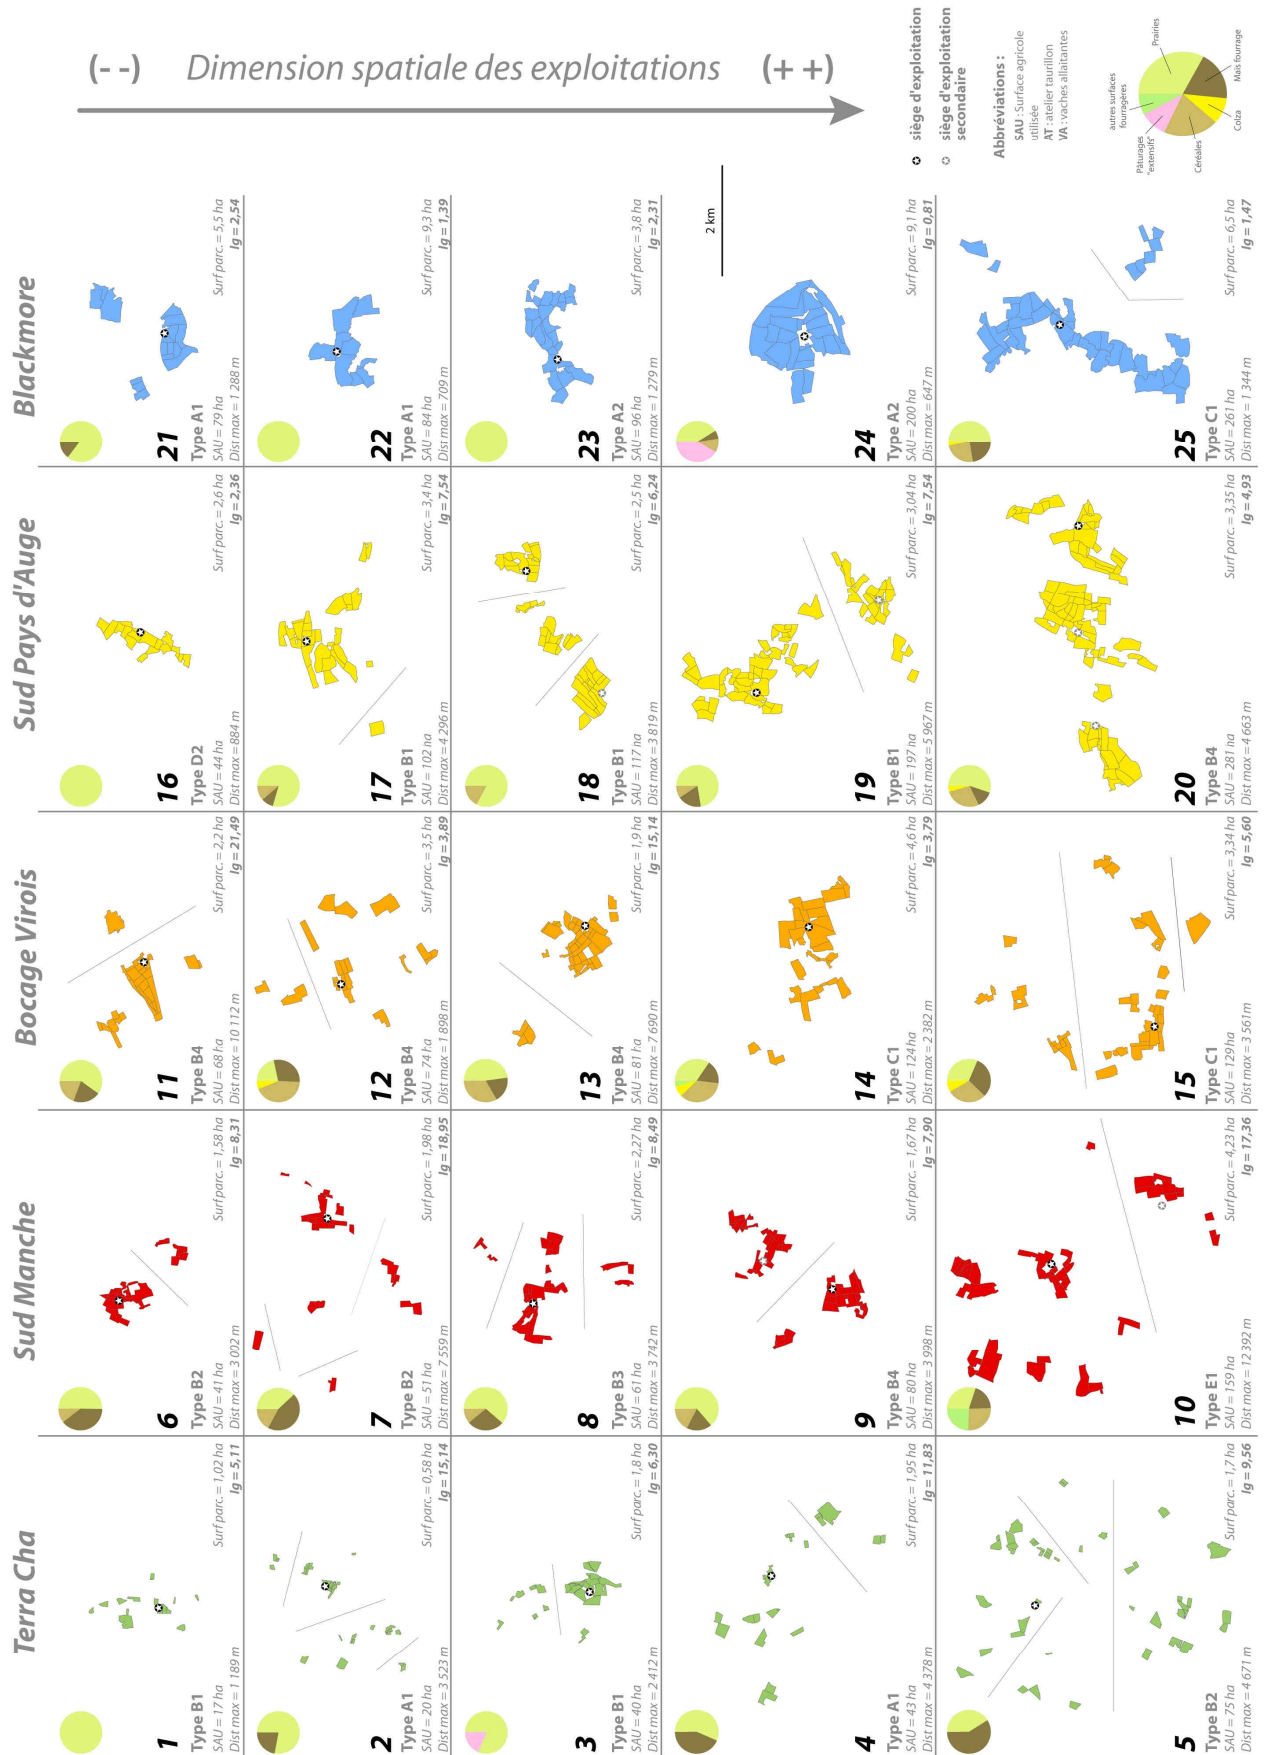 Terra Cha
Sud Manche
Bocage Virois
Sud Pays d'Auge
Blackmore
(- -) Dimension spatiale des exploitations (+ +)
1
Type B1
SAU = 17 ha
Dist max = 1 189 m
Surf parc. = 1,02 ha
Ig = 5,11
6
Type B2
SAU = 41 ha
Dist max = 3 002 m
Surf parc. = 1,58 ha
Ig = 8,31
11
Type B4
SAU = 68 ha
Dist max = 10 112 m
Surf parc. = 2,2 ha
Ig = 21,49
16
Type D2
SAU = 44 ha
Dist max = 884 m
Surf parc. = 2,6 ha
Ig = 2,36
21
Type A1
SAU = 79 ha
Dist max = 1 288 m
Surf parc. = 5,5 ha
Ig = 2,54
2
Type A1
SAU = 20 ha
Dist max = 3 523 m
Surf parc. = 0,58 ha
Ig = 15,14
7
Type B2
SAU = 51 ha
Dist max = 7 559 m
Surf parc. = 1,98 ha
Ig = 18,95
12
Type B4
SAU = 74 ha
Dist max = 1 898 m
Surf parc. = 3,5 ha
Ig = 3,89
17
Type B1
SAU = 102 ha
Dist max = 4 296 m
Surf parc. = 3,4 ha
Ig = 7,54
22
Type A1
SAU = 84 ha
Dist max = 709 m
Surf parc. = 9,3 ha
Ig = 1,39
3
Type B1
SAU = 40 ha
Dist max = 2 412 m
Surf parc. = 1,8 ha
Ig = 6,30
8
Type B3
SAU = 61 ha
Dist max = 3 742 m
Surf parc. = 2,27 ha
Ig = 8,49
13
Type B4
SAU = 81 ha
Dist max = 7 690 m
Surf parc. = 1,9 ha
Ig = 15,14
18
Type B1
SAU = 117 ha
Dist max = 3 819 m
Surf parc. = 2,5 ha
Ig = 6,24
23
Type A2
SAU = 96 ha
Dist max = 1 279 m
Surf parc. = 3,8 ha
Ig = 2,31
4
Type A1
SAU = 43 ha
Dist max = 4 378 m
Surf parc. = 1,95 ha
Ig = 11,83
9
Type B4
SAU = 80 ha
Dist max = 3 998 m
Surf parc. = 1,67 ha
Ig = 7,90
14
Type C1
SAU = 124 ha
Dist max = 2 382 m
Surf parc. = 4,6 ha
Ig = 3,79
19
Type B1
SAU = 197 ha
Dist max = 5 967 m
Surf parc. = 3,04 ha
Ig = 7,54
24
Type A2
SAU = 200 ha
Dist max = 647 m
Surf parc. = 9,1 ha
Ig = 0,81
2 km
5
Type B2
SAU = 75 ha
Dist max = 4 671 m
Surf parc. = 1,7 ha
Ig = 9,56
10
Type E1
SAU = 159 ha
Dist max = 12 392 m
Surf parc. = 4,23 ha
Ig = 17,36
15
Type C1
SAU = 129 ha
Dist max = 3 561 m
Surf parc. = 3,34 ha
Ig = 5,60
20
Type B4
SAU = 281 ha
Dist max = 4 663 m
Surf parc. = 3,35 ha
Ig = 4,93
25
Type C1
SAU = 261 ha
Dist max = 1 344 m
Surf parc. = 6,5 ha
Ig = 1,47
siège d'exploitation
siège d'exploitation
secondaire
Abbréviations :
SAU : Surface agricole
utilisée
AT : atelier taurillon
VA : vaches allaitantes
autres surfaces
fourragères
Pâturages
"extensifs"
Prairies
Céréales
Colza
Maïs fourrage